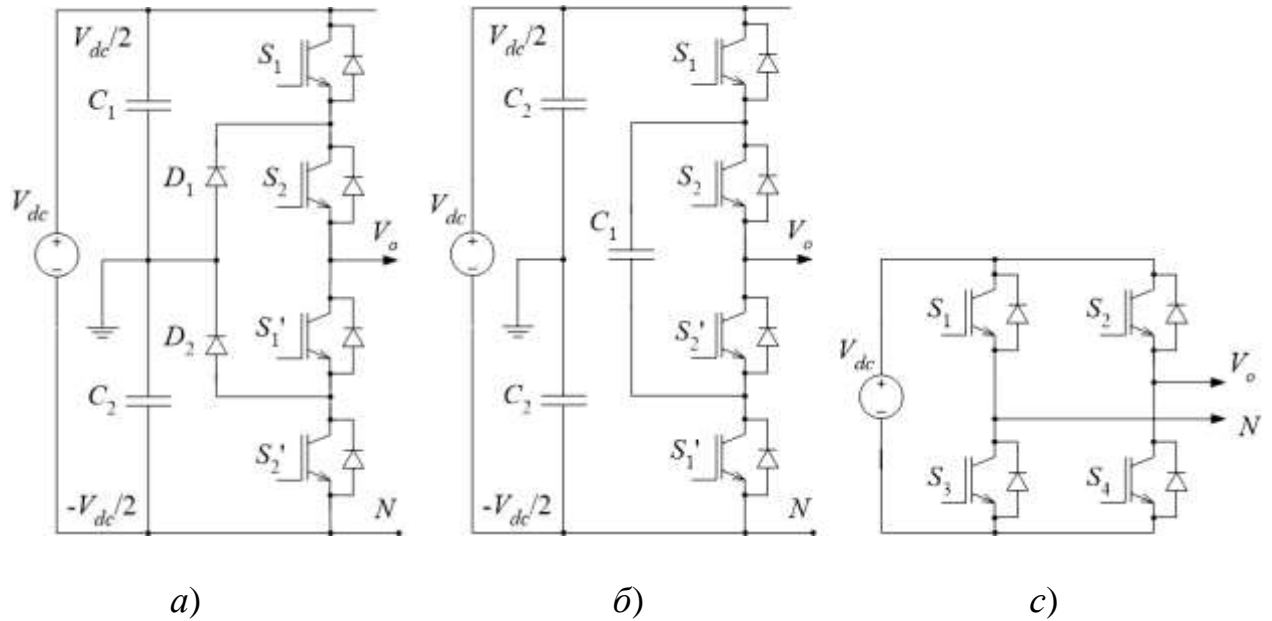 V_dc/2
S_1
C_1
D_1
S_2
V_dc
V_o
S_1'
D_2
C_2
S_2'
-V_dc/2
N
V_dc/2
S_1
C_2
S_2
C_1
V_dc
V_o
S_2'
C_2
S_1'
-V_dc/2
N
S_1
S_2
V_dc
V_o
N
S_3
S_4
а)
б)
с)